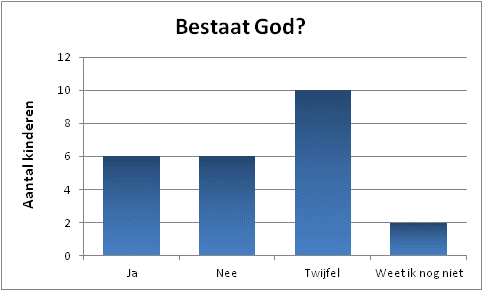 Bestaat God?
Aantal kinderen
12
10
8
6
4
2
0
Ja
Nee
Twijfel
Weet ik nog niet